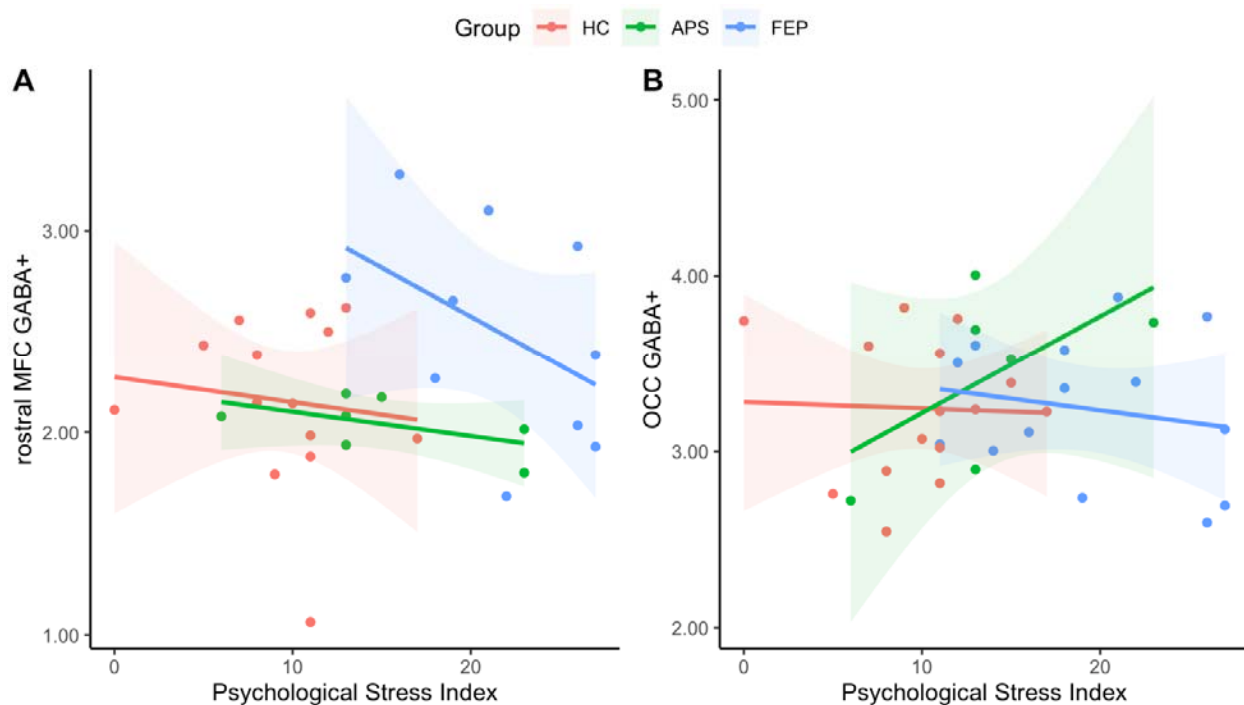 Group HC APS FEP
A
rostral MFC GABA+
3.00
2.00
1.00
0 10 20
Psychological Stress Index
B
OCC GABA+
5.00
4.00
3.00
2.00
0 10 20
Psychological Stress Index